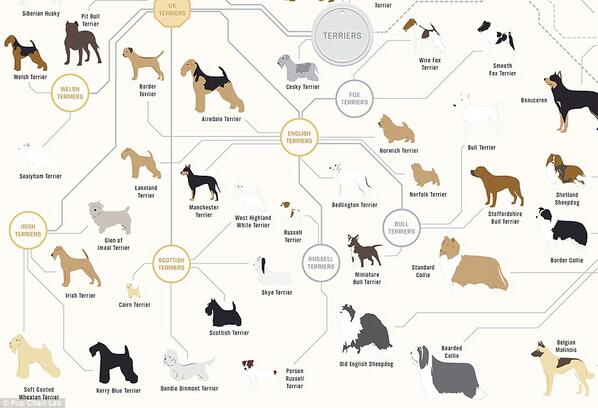 Siberian Husky
Pit Bull
Terrier
UK
TERRIERS
TERRIERS
Welsh Terrier
WELSH
TERRIERS
Border
Terrier
Airedale Terrier
Cesky Terrier
Wire Fox
Terrier
Smooth
Fox Terrier
FOX
TERRIERS
Beauceron
ENGLISH
TERRIERS
Norwich Terrier
Bull Terrier
Sealyham Terrier
Lakeland
Terrier
Manchester
Terrier
West Highland
White Terrier
Russell
Terrier
Bedlington Terrier
Norfolk Terrier
Staffordshire
Bull Terrier
Shetland
Sheepdog
IRISH
TERRIERS
Glen of
Imaal Terrier
BULL
TERRIERS
Border Collie
SCOTTISH
TERRIERS
RUSSELL
TERRIERS
Miniature
Bull Terrier
Standard
Collie
Irish Terrier
Cairn Terrier
Skye Terrier
Scottish Terrier
Old English Sheepdog
Bearded
Collie
Belgian
Malinois
Soft Coated
Wheaten Terrier
Kerry Blue Terrier
Dandie Dinmont Terrier
Parson
Russell
Terrier
© Pop Chart Lab